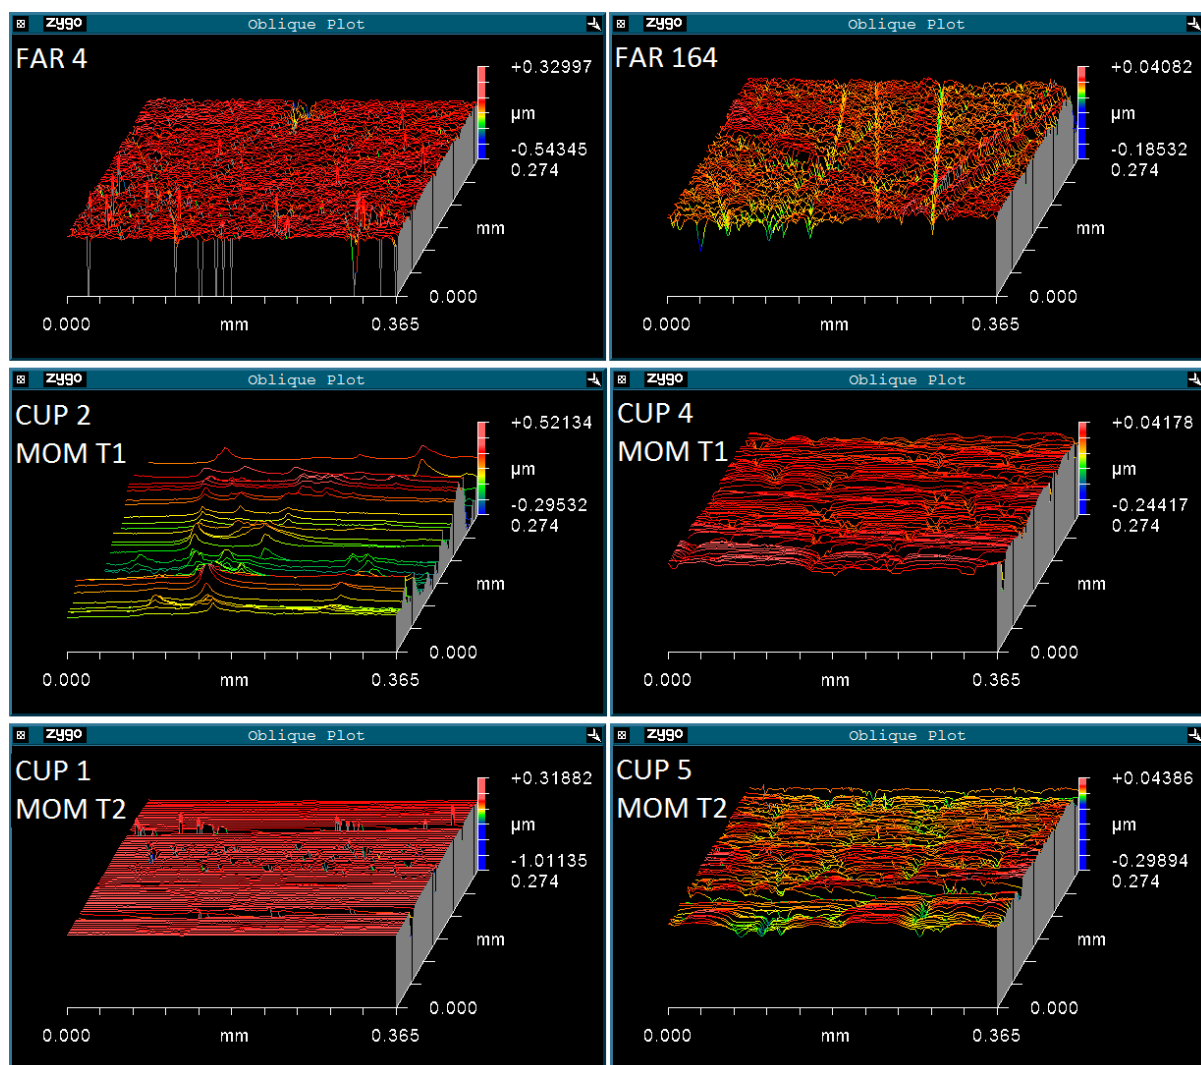 zygo Oblique Plot
FAR 4
+0.32997
µm
-0.54345
0.274
mm
0.000
0.000 mm 0.365
zygo Oblique Plot
FAR 164
+0.04082
µm
-0.18532
0.274
mm
0.000
0.000 mm 0.365
zygo Oblique Plot
CUP 2
MOM T1
+0.52134
µm
-0.29532
0.274
mm
0.000
0.000 mm 0.365
zygo Oblique Plot
CUP 4
MOM T1
+0.04178
µm
-0.24417
0.274
mm
0.000
0.000 mm 0.365
zygo Oblique Plot
CUP 1
MOM T2
+0.31882
µm
-1.01135
0.274
mm
0.000
0.000 mm 0.365
zygo Oblique Plot
CUP 5
MOM T2
+0.04386
µm
-0.29894
0.274
mm
0.000
0.000 mm 0.365